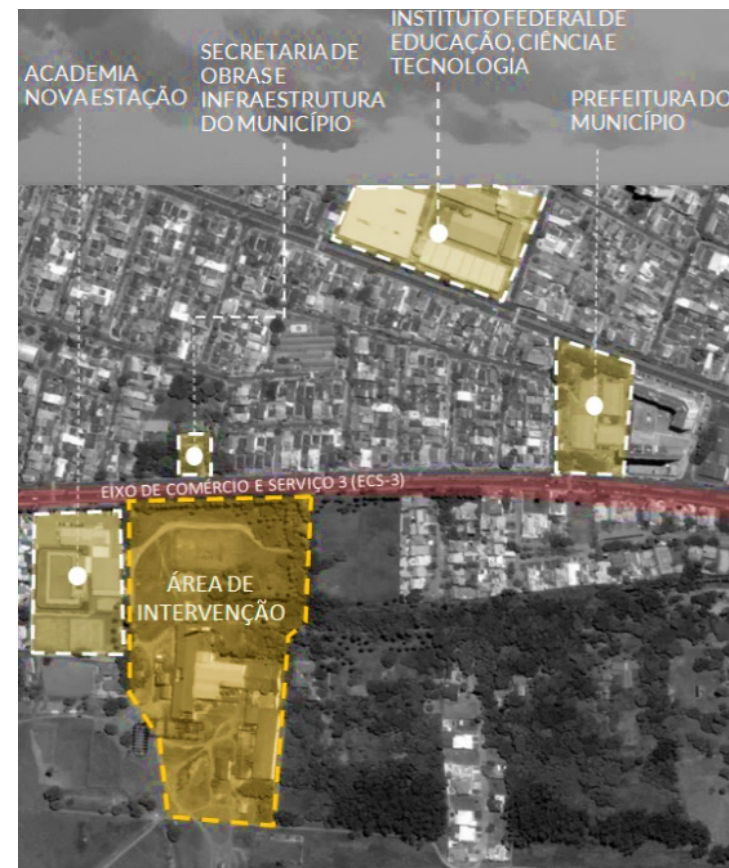 ACADEMIA
NOVA ESTAÇÃO
SECRETARIA DE
OBRAS E
INFRAESTRUTURA
DO MUNICÍPIO
INSTITUTO FEDERAL DE
EDUCAÇÃO, CIÊNCIA E
TECNOLOGIA
PREFEITURA DO
MUNICÍPIO
EIXO DE COMÉRCIO E SERVIÇO 3 (ECS-3)
ÁREA DE
INTERVENÇÃO